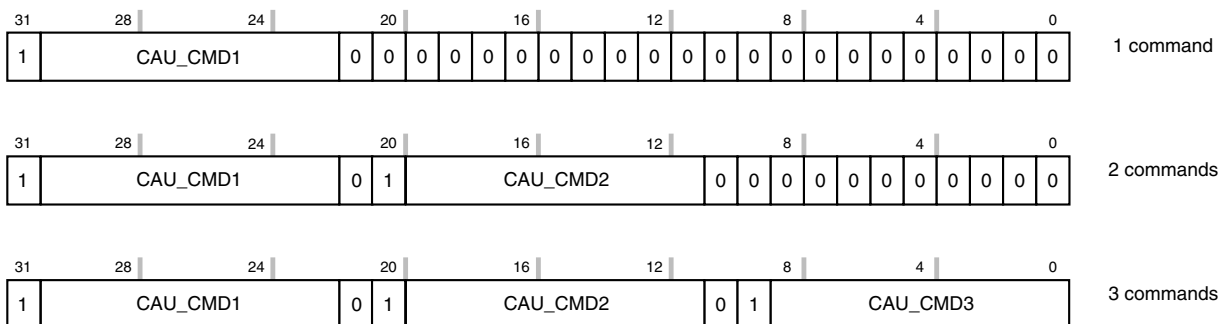 31 28 24 20 16 12 8 4 0
1 CAU_CMD1 0 0 0 0 0 0 0 0 0 0 0 0 0 0 0 0 0 0 0 0 0 0 1 command
31 28 24 20 16 12 8 4 0
1 CAU_CMD1 0 1 CAU_CMD2 0 0 0 0 0 0 0 0 0 0 0 2 commands
31 28 24 20 16 12 8 4 0
1 CAU_CMD1 0 1 CAU_CMD2 0 1 CAU_CMD3 3 commands